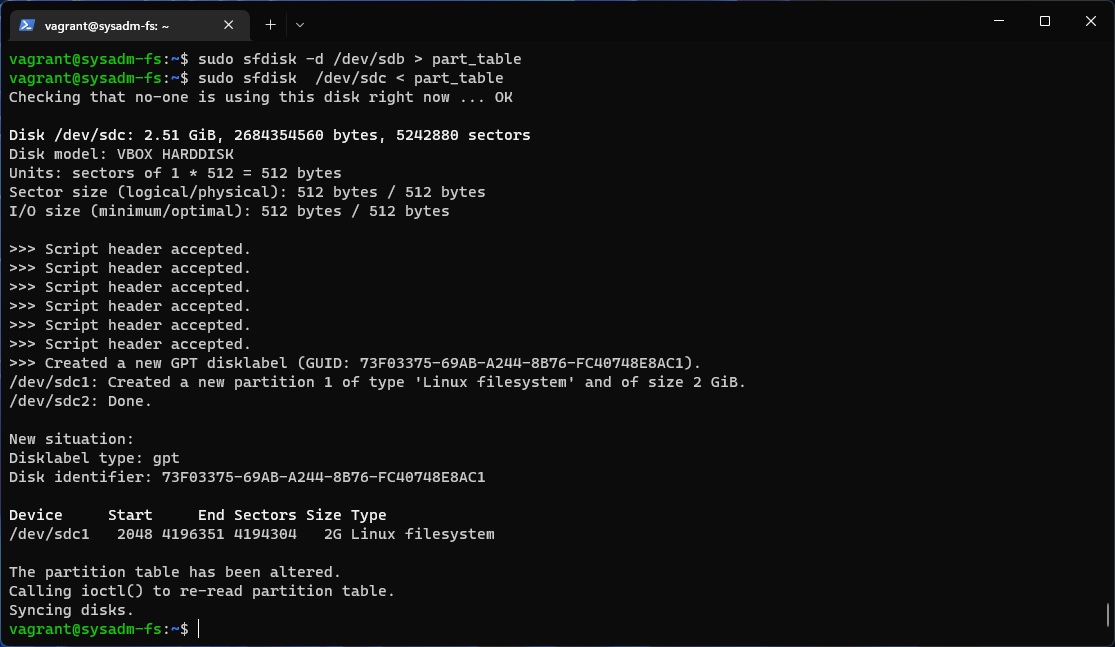 vagrant@sysadm-fs: ~
vagrant@sysadm-fs:~$ sudo sfdisk -d /dev/sdb > part_table
vagrant@sysadm-fs:~$ sudo sfdisk  /dev/sdc < part_table
Checking that no-one is using this disk right now ... OK

Disk /dev/sdc: 2.51 GiB, 2684354560 bytes, 5242880 sectors
Disk model: VBOX HARDDISK
Units: sectors of 1 * 512 = 512 bytes
Sector size (logical/physical): 512 bytes / 512 bytes
I/O size (minimum/optimal): 512 bytes / 512 bytes

>>> Script header accepted.
>>> Script header accepted.
>>> Script header accepted.
>>> Script header accepted.
>>> Script header accepted.
>>> Script header accepted.
>>> Created a new GPT disklabel (GUID: 73F03375-69AB-A244-8B76-FC40748E8AC1).
/dev/sdc1: Created a new partition 1 of type 'Linux filesystem' and of size 2 GiB.
/dev/sdc2: Done.

New situation:
Disklabel type: gpt
Disk identifier: 73F03375-69AB-A244-8B76-FC40748E8AC1

Device     Start     End Sectors Size Type
/dev/sdc1   2048 4196351 4194304   2G Linux filesystem

The partition table has been altered.
Calling ioctl() to re-read partition table.
Syncing disks.
vagrant@sysadm-fs:~$